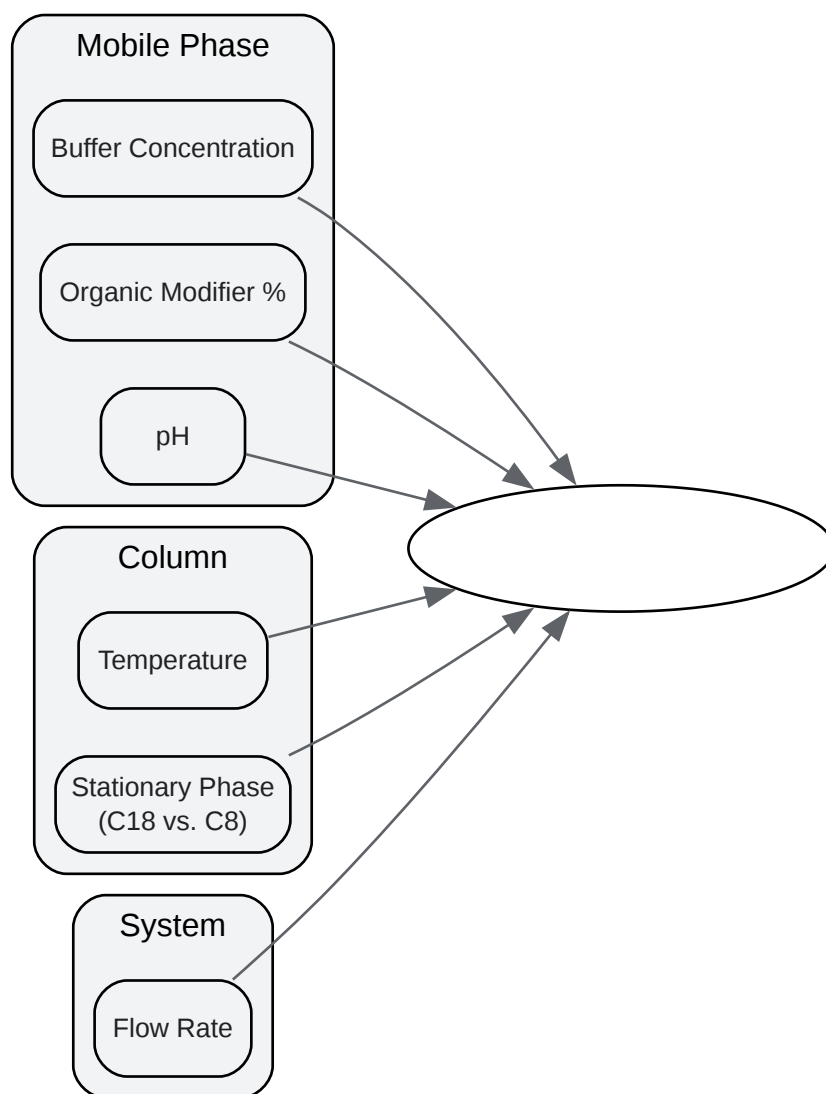 Mobile Phase
Buffer Concentration
Organic Modifier %
pH
Column
Temperature
Stationary Phase
(C18 vs. C8)
System
Flow Rate